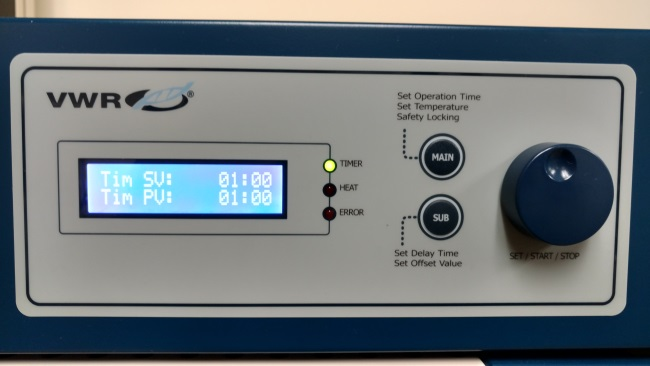 VWR®
Tim SV: 01:00
Tim PV: 01:00
TIMER
HEAT
ERROR
Set Operation Time
Set Temperature
Safety Locking
MAIN
SUB
Set Delay Time
Set Offset Value
SET / START / STOP